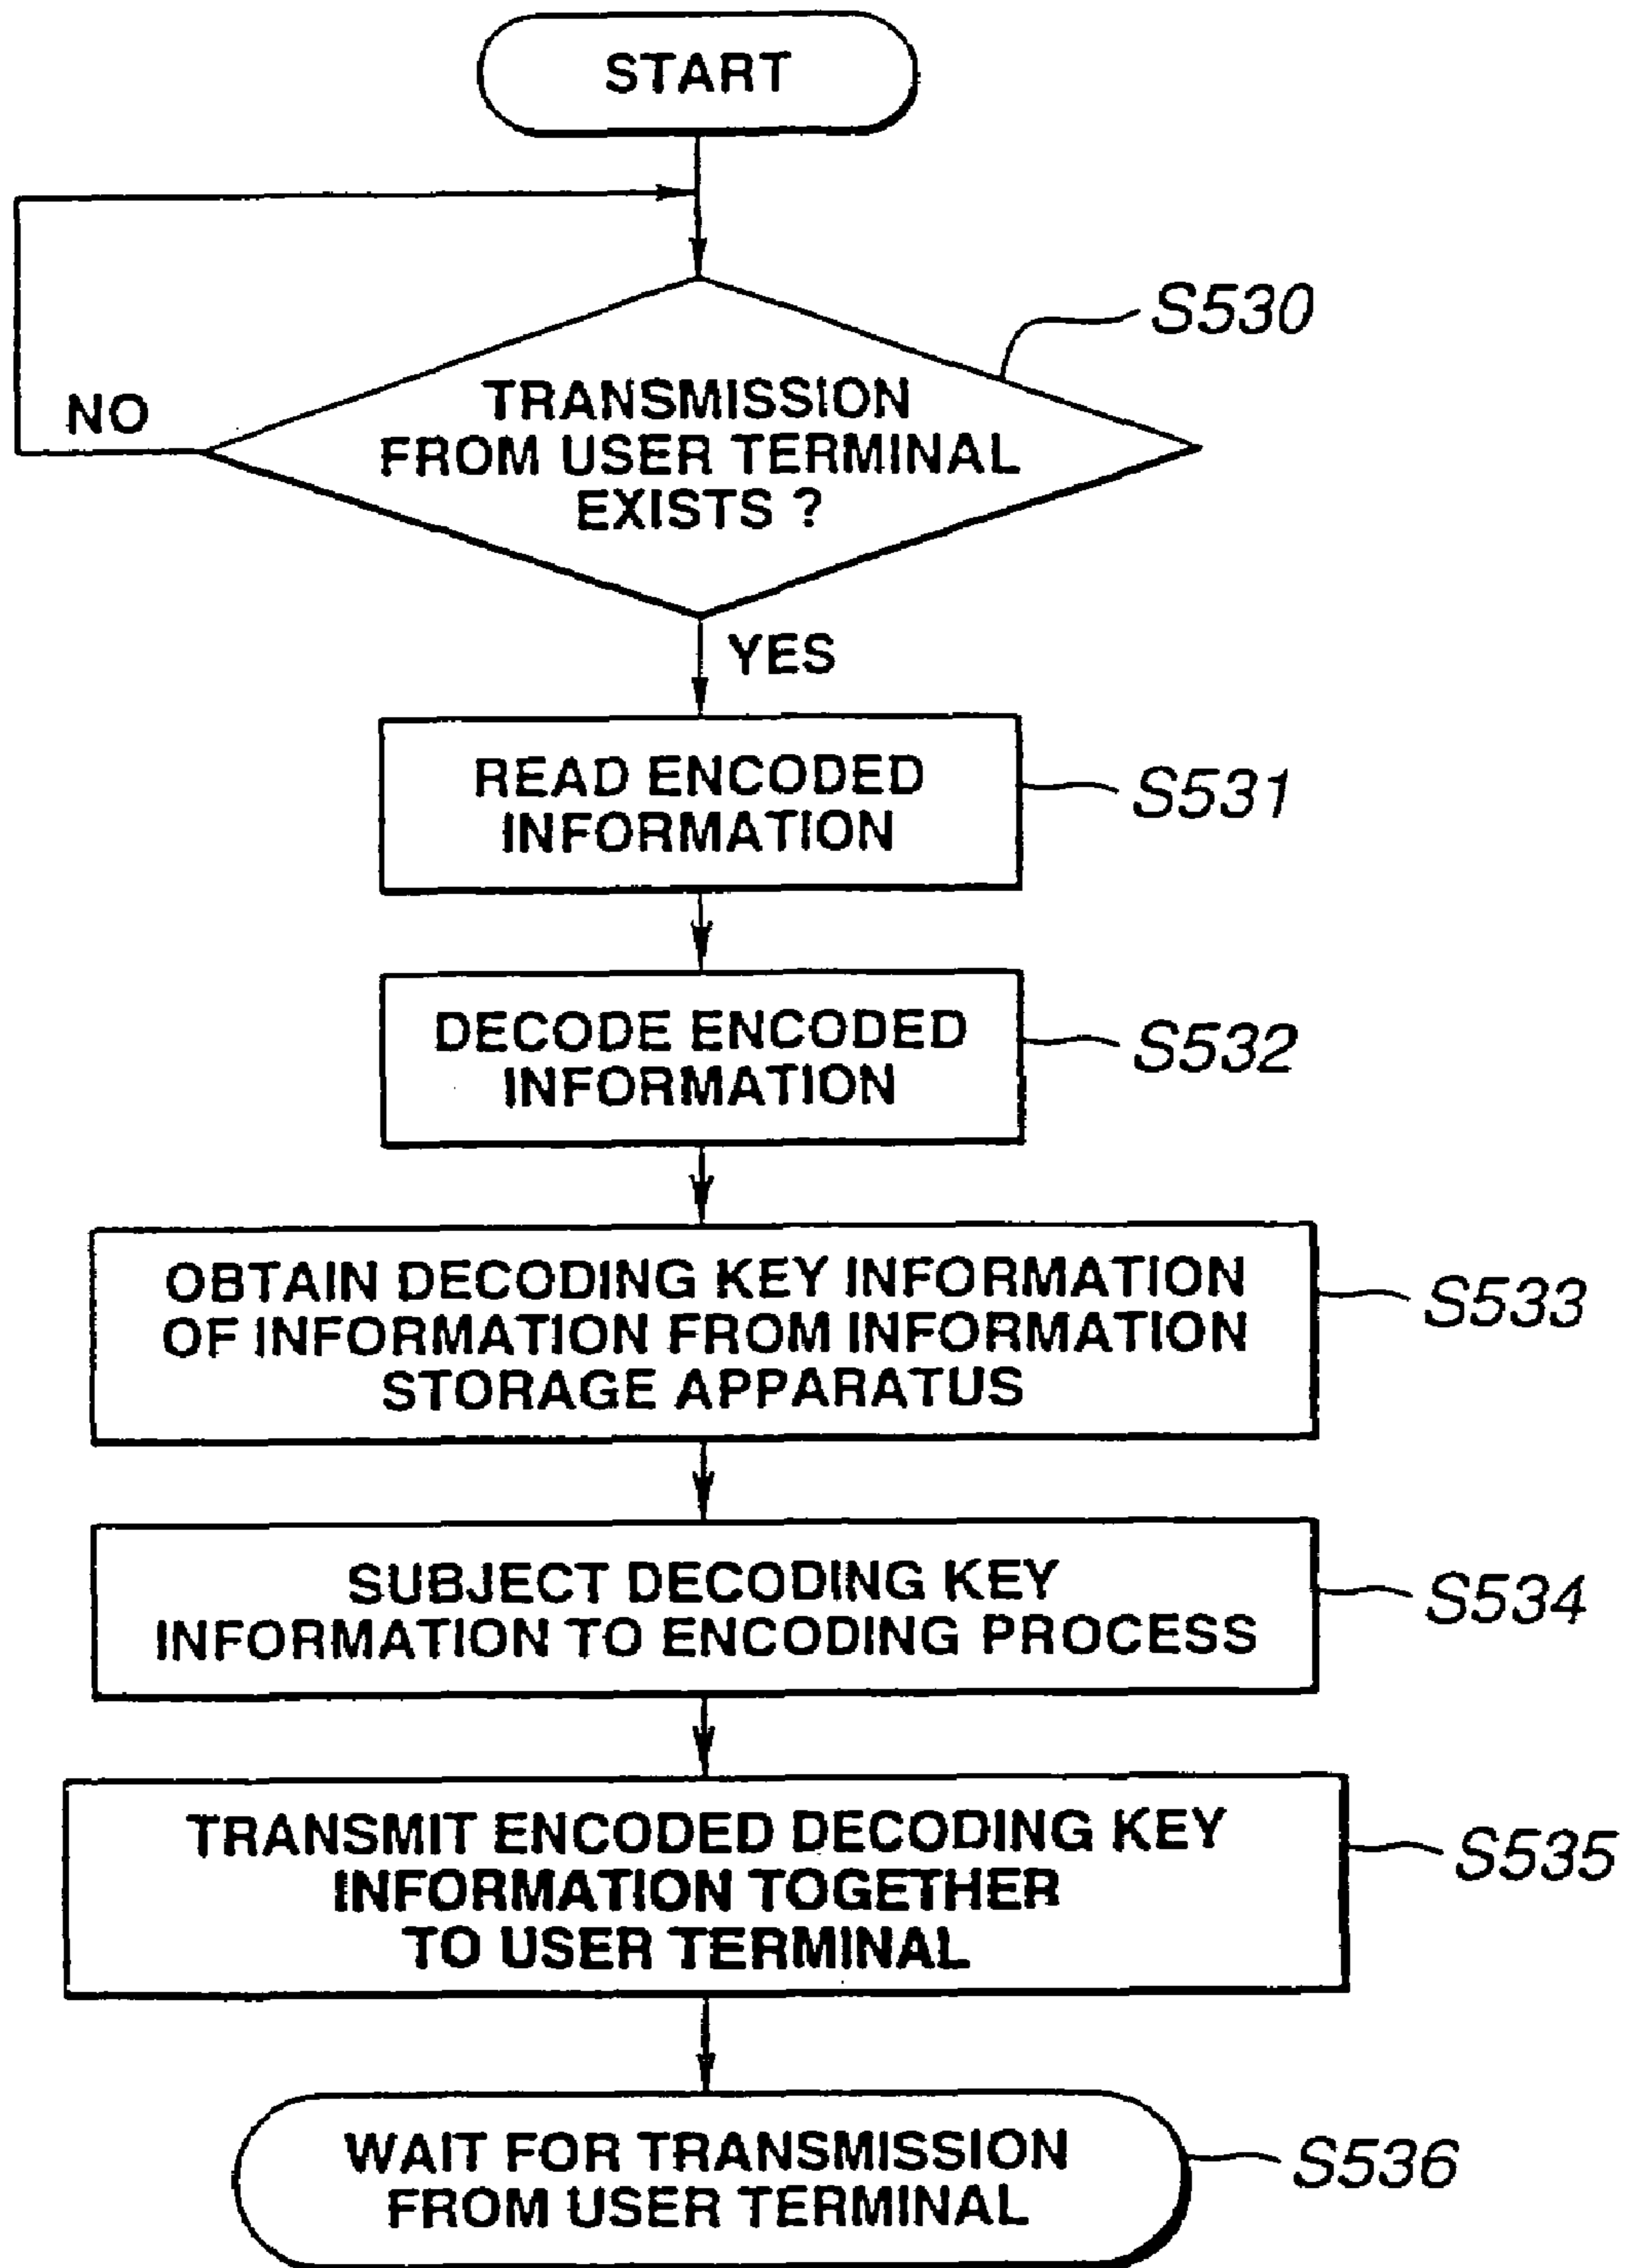 START
S530
TRANSMISSION
FROM USER TERMINAL
EXISTS ?
NO
YES
READ ENCODED
INFORMATION
S531
DECODE ENCODED
INFORMATION
S532
OBTAIN DECODING KEY INFORMATION
OF INFORMATION FROM INFORMATION
STORAGE APPARATUS
S533
SUBJECT DECODING KEY
INFORMATION TO ENCODING PROCESS
S534
TRANSMIT ENCODED DECODING KEY
INFORMATION TOGETHER
TO USER TERMINAL
S535
WAIT FOR TRANSMISSION
FROM USER TERMINAL
S536